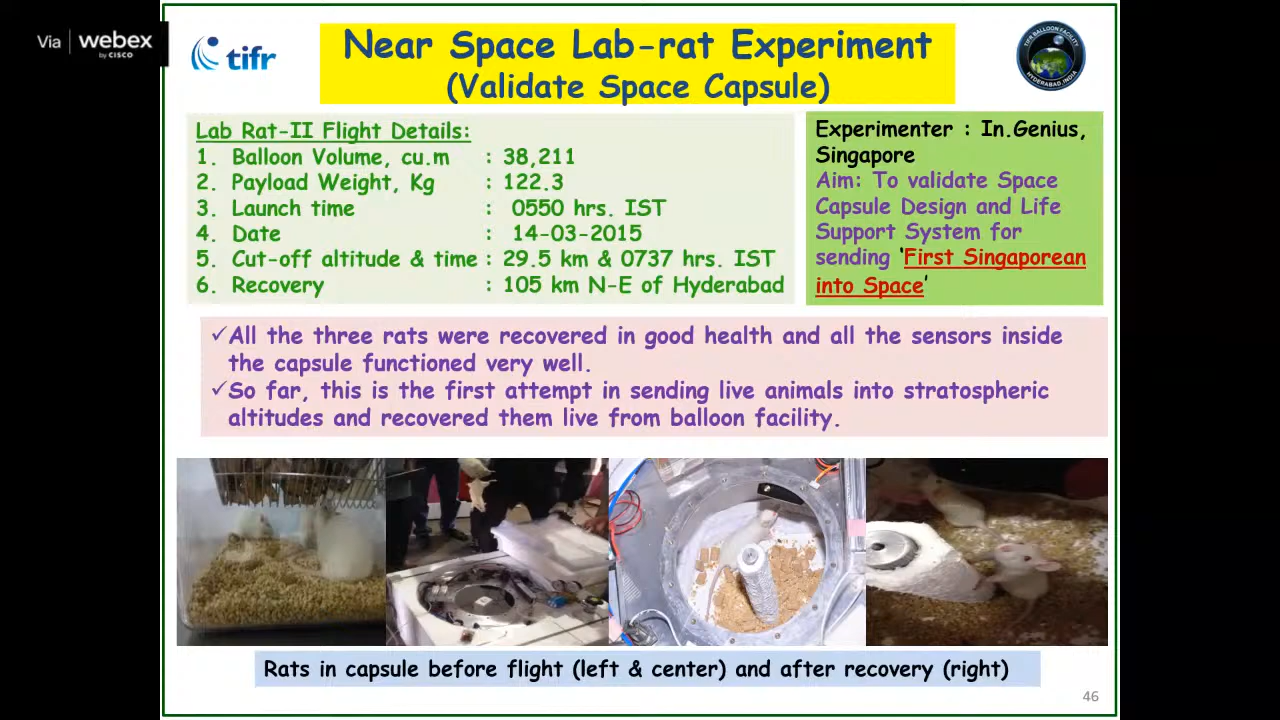 Via | webex
by CISCO
tifr
Near Space Lab-rat Experiment
(Validate Space Capsule)
TIFR BALLOON FACILITY
HYDERABAD, INDIA
Lab Rat-II Flight Details:
1. Balloon Volume, cu.m : 38,211
2. Payload Weight, Kg : 122.3
3. Launch time : 0550 hrs. IST
4. Date : 14-03-2015
5. Cut-off altitude & time : 29.5 km & 0737 hrs. IST
6. Recovery : 105 km N-E of Hyderabad
Experimenter : In.Genius,
Singapore
Aim: To validate Space
Capsule Design and Life
Support System for
sending ‘First Singaporean
into Space’
✓All the three rats were recovered in good health and all the sensors inside
the capsule functioned very well.
✓So far, this is the first attempt in sending live animals into stratospheric
altitudes and recovered them live from balloon facility.
Rats in capsule before flight (left & center) and after recovery (right)
46